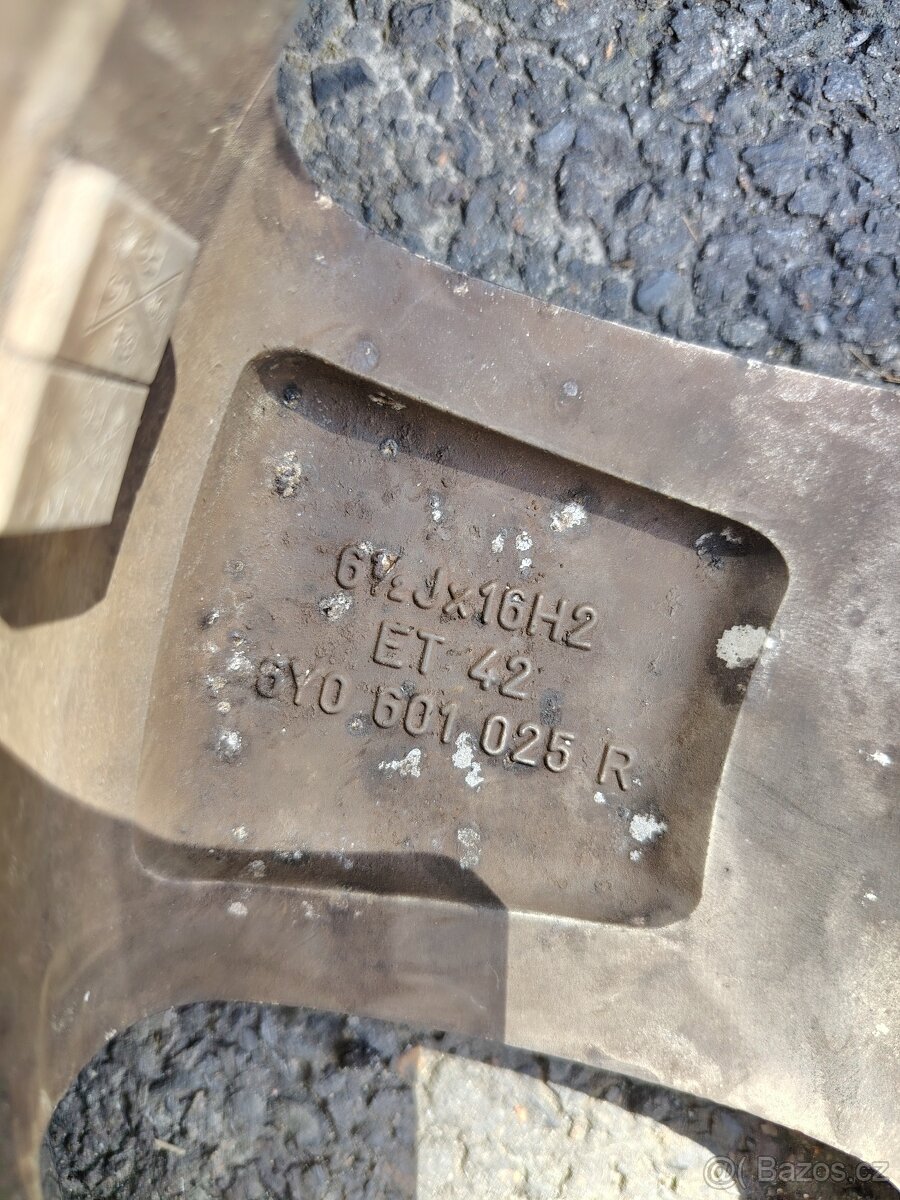 6½Jx16H2
ET 42
6Y0 601 025 R
@ Bazos.cz